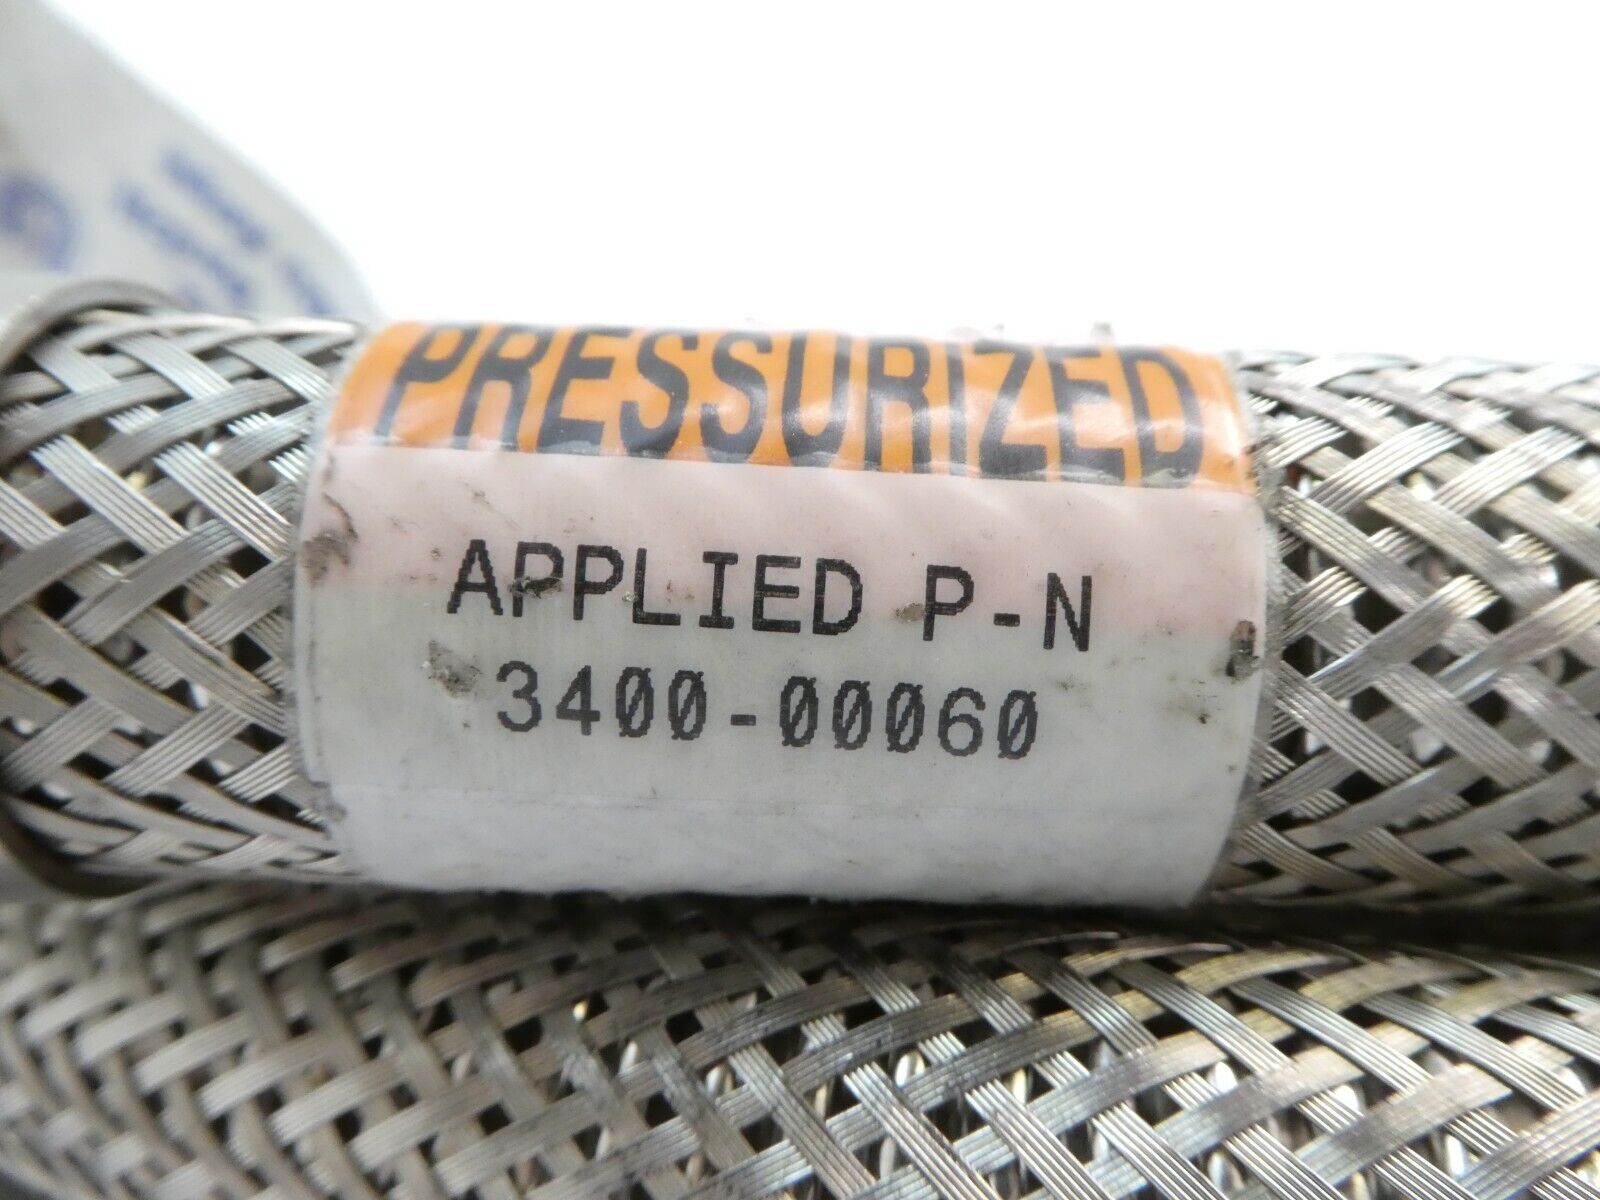 PRESSURIZED
APPLIED P-N
3400-00060